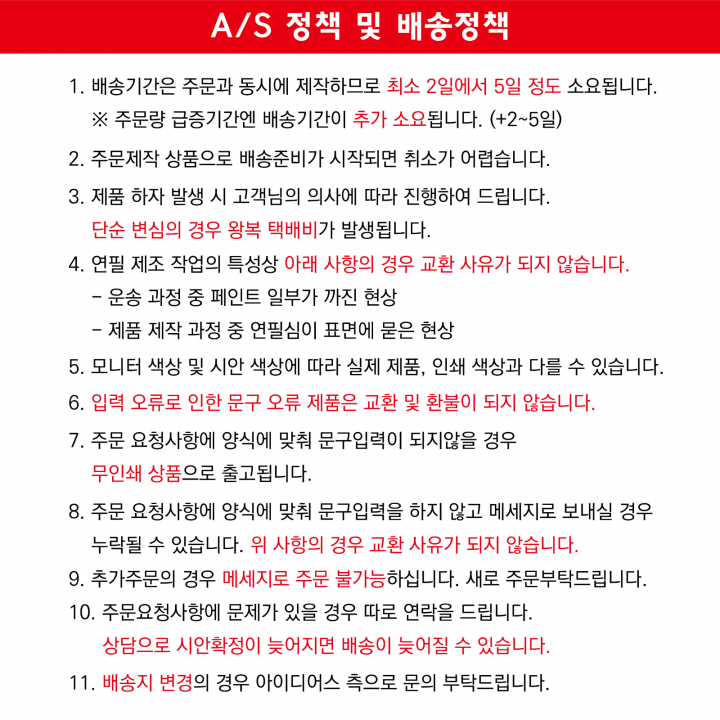 A/S 정책 및 배송정책
1. 배송기간은 주문과 동시에 제작하므로 최소 2일에서 5일 정도 소요됩니다.
※ 주문량 급증기간엔 배송기간이 추가 소요됩니다. (+2~5일)
2. 주문제작 상품으로 배송준비가 시작되면 취소가 어렵습니다.
3. 제품 하자 발생 시 고객님의 의사에 따라 진행하여 드립니다.
단순 변심의 경우 왕복 택배비가 발생됩니다.
4. 연필 제조 작업의 특성상 아래 사항의 경우 교환 사유가 되지 않습니다.
- 운송 과정 중 페인트 일부가 까진 현상
- 제품 제작 과정 중 연필심이 표면에 묻은 현상
5. 모니터 색상 및 시안 색상에 따라 실제 제품, 인쇄 색상과 다를 수 있습니다.
6. 입력 오류로 인한 문구 오류 제품은 교환 및 환불이 되지 않습니다.
7. 주문 요청사항에 양식에 맞춰 문구입력이 되지않을 경우
무인쇄 상품으로 출고됩니다.
8. 주문 요청사항에 양식에 맞춰 문구입력을 하지 않고 메세지로 보내실 경우
누락될 수 있습니다. 위 사항의 경우 교환 사유가 되지 않습니다.
9. 추가주문의 경우 메세지로 주문 불가능하십니다. 새로 주문부탁드립니다.
10. 주문요청사항에 문제가 있을 경우 따로 연락을 드립니다.
상담으로 시안확정이 늦어지면 배송이 늦어질 수 있습니다.
11. 배송지 변경의 경우 아이디어스 측으로 문의 부탁드립니다.